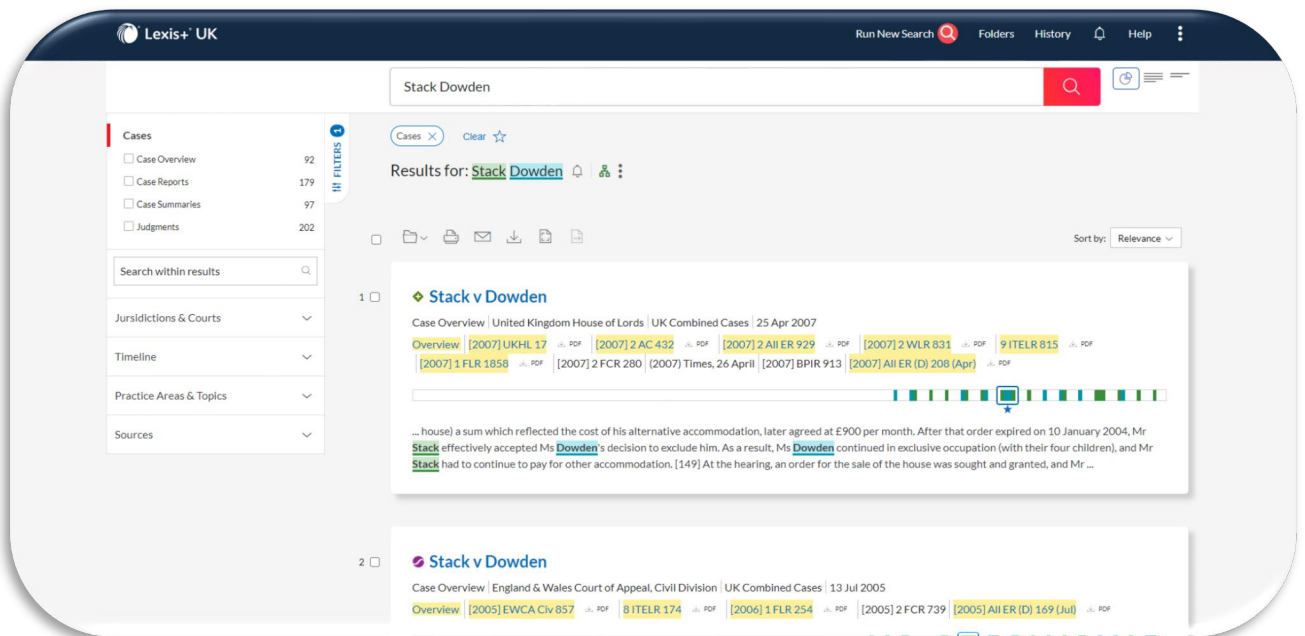 Lexis+® UK
Run New Search Folders History Help
Stack Dowden
Cases
Case Overview 92
Case Reports 179
Case Summaries 97
Judgments 202
Search within results
Jursidictions & Courts
Timeline
Practice Areas & Topics
Sources
FILTERS 1
Cases Clear
Results for: Stack Dowden
Sort by: Relevance
1 Stack v Dowden
Case Overview | United Kingdom House of Lords | UK Combined Cases | 25 Apr 2007
Overview | [2007] UKHL 17 PDF | [2007] 2 AC 432 PDF | [2007] 2 All ER 929 PDF | [2007] 2 WLR 831 PDF | 9 ITELR 815 PDF
| [2007] 1 FLR 1858 PDF | [2007] 2 FCR 280 | (2007) Times, 26 April | [2007] BPIR 913 | [2007] All ER (D) 208 (Apr) PDF
... house) a sum which reflected the cost of his alternative accommodation, later agreed at £900 per month. After that order expired on 10 January 2004, Mr
Stack effectively accepted Ms Dowden's decision to exclude him. As a result, Ms Dowden continued in exclusive occupation (with their four children), and Mr
Stack had to continue to pay for other accommodation. [149] At the hearing, an order for the sale of the house was sought and granted, and Mr ...
2 Stack v Dowden
Case Overview | England & Wales Court of Appeal, Civil Division | UK Combined Cases | 13 Jul 2005
Overview | [2005] EWCA Civ 857 PDF | 8 ITELR 174 PDF | [2006] 1 FLR 254 PDF | [2005] 2 FCR 739 | [2005] All ER (D) 169 (Jul) PDF